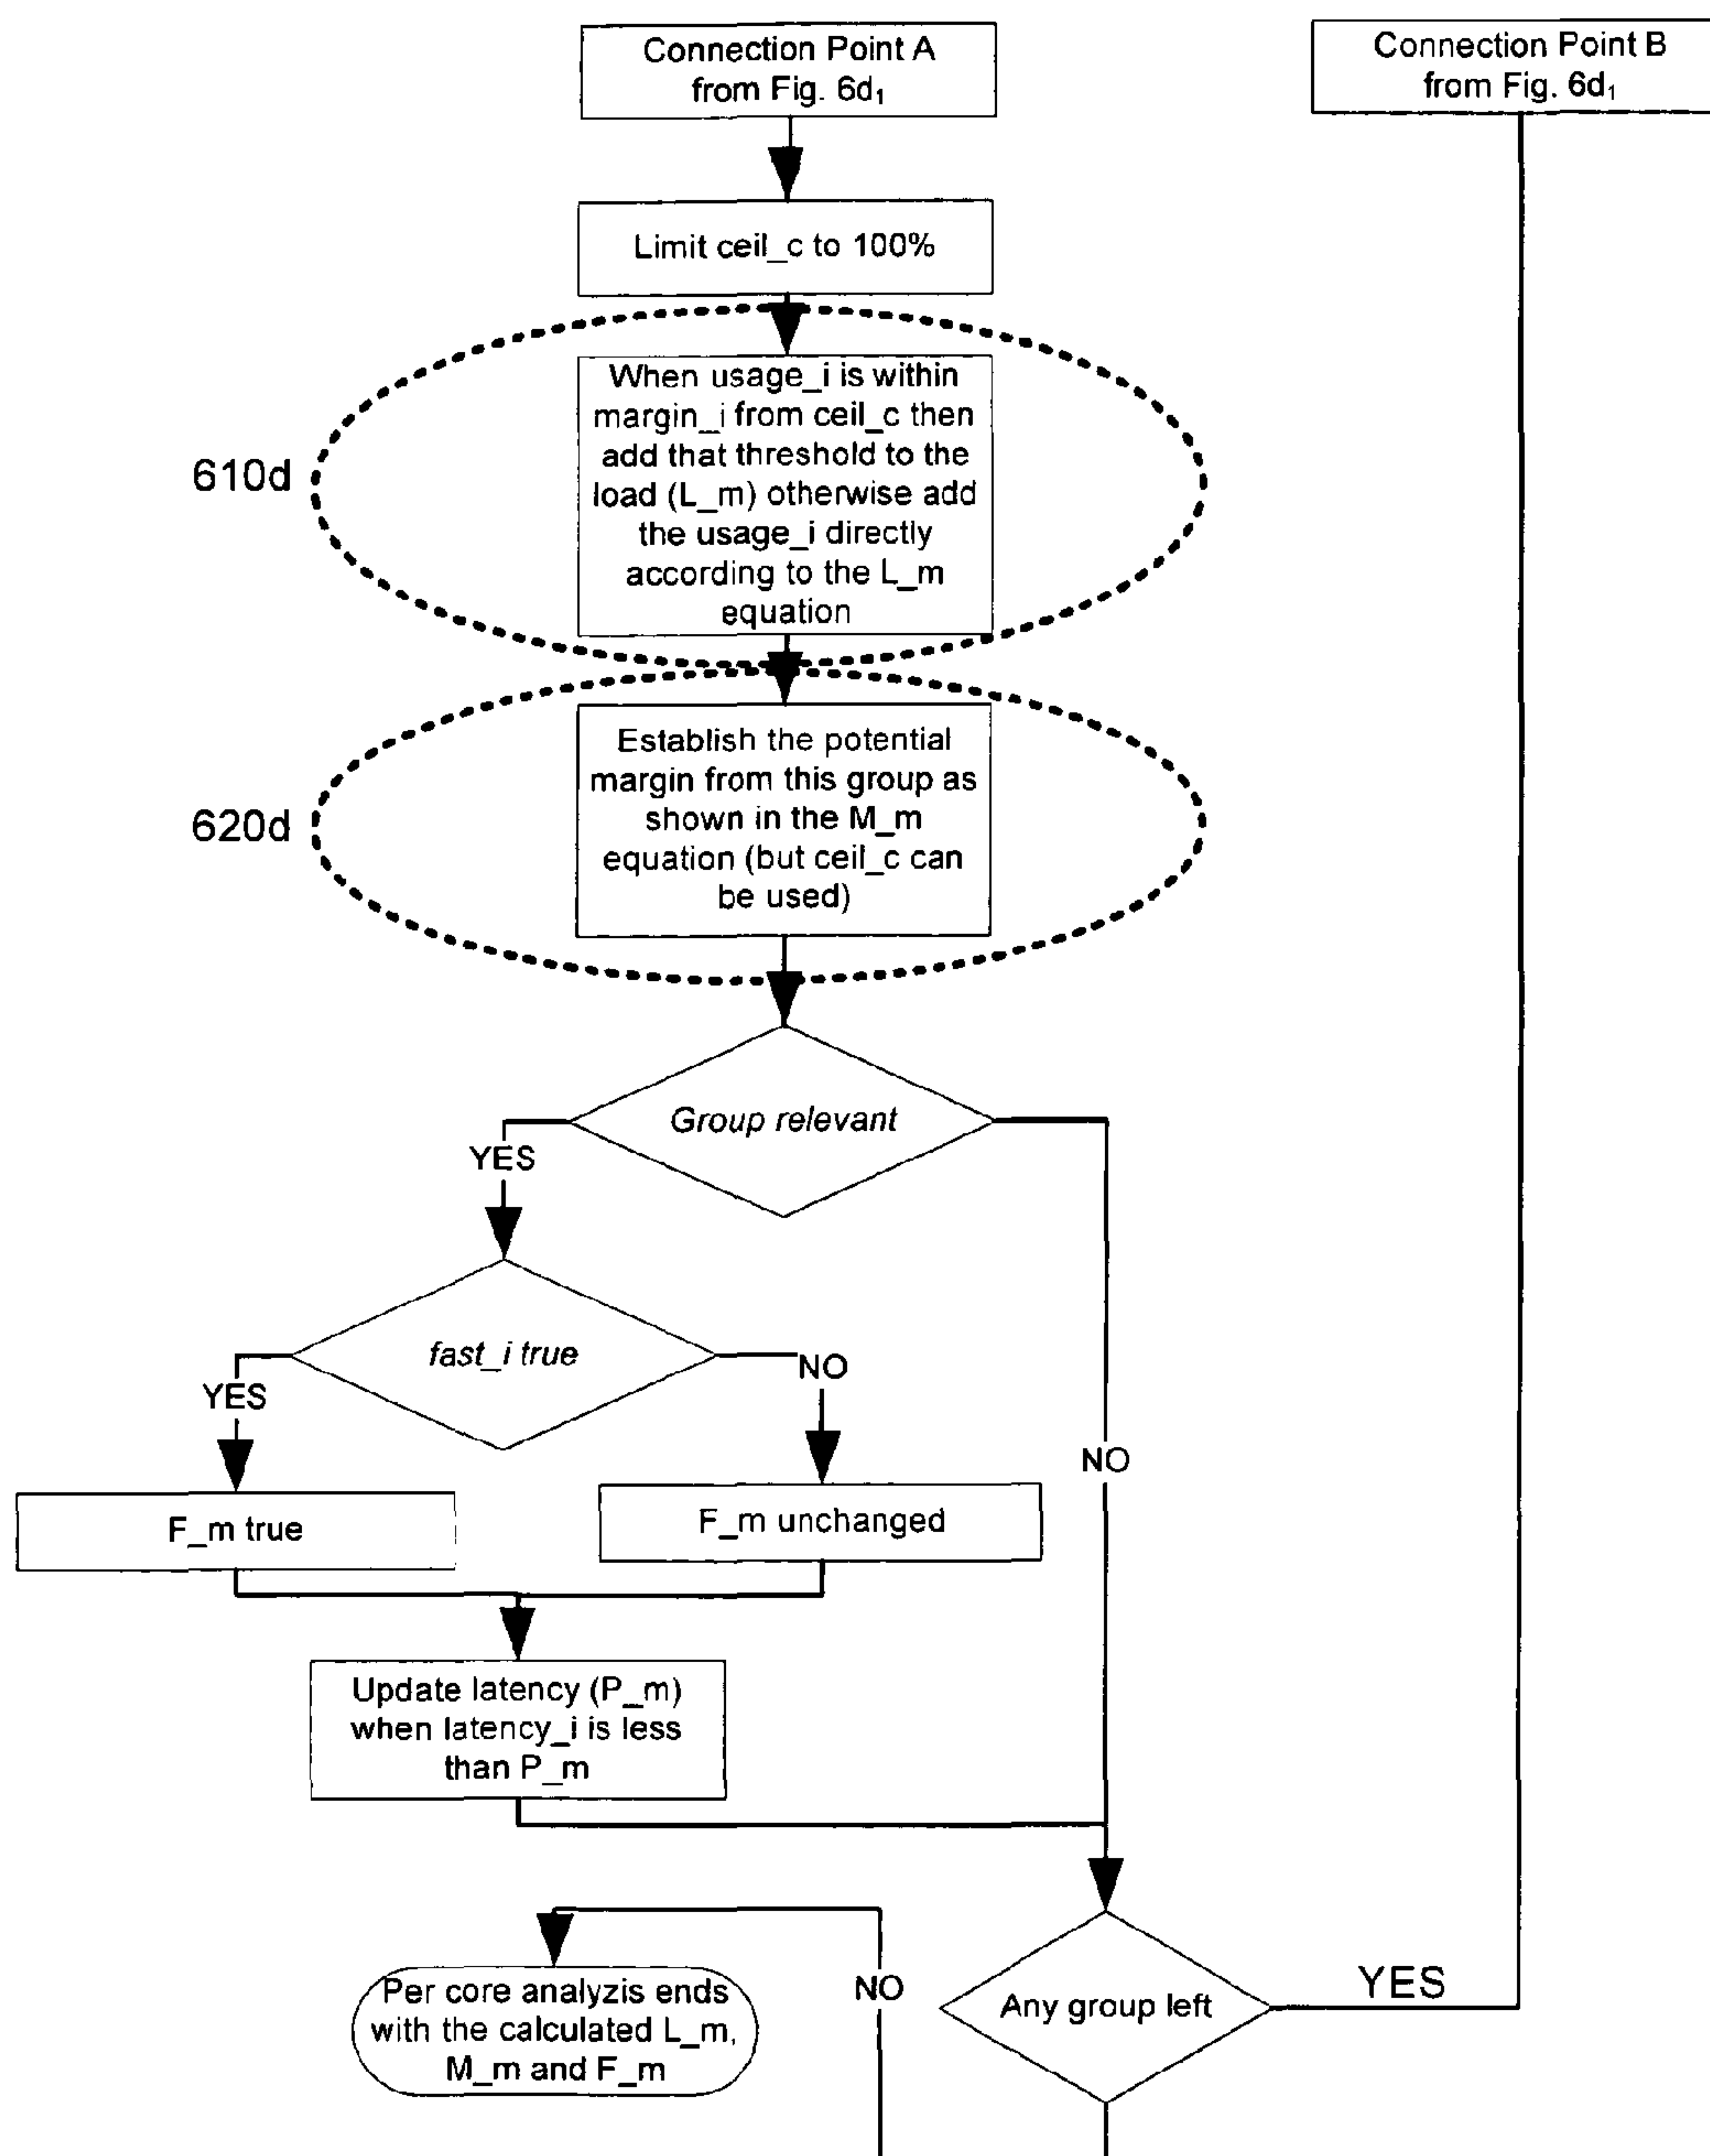 Connection Point A
from Fig. 6d₁
Connection Point B
from Fig. 6d₁
Limit ceil_c to 100%
610d
When usage_i is within
margin_i from ceil_c then
add that threshold to the
load (L_m) otherwise add
the usage_i directly
according to the L_m
equation
620d
Establish the potential
margin from this group as
shown in the M_m
equation (but ceil_c can
be used)
Group relevant
YES
NO
fast_i true
YES
NO
F_m true
F_m unchanged
Update latency (P_m)
when latency_i is less
than P_m
Any group left
YES
NO
Per core analyzis ends
with the calculated L_m,
M_m and F_m